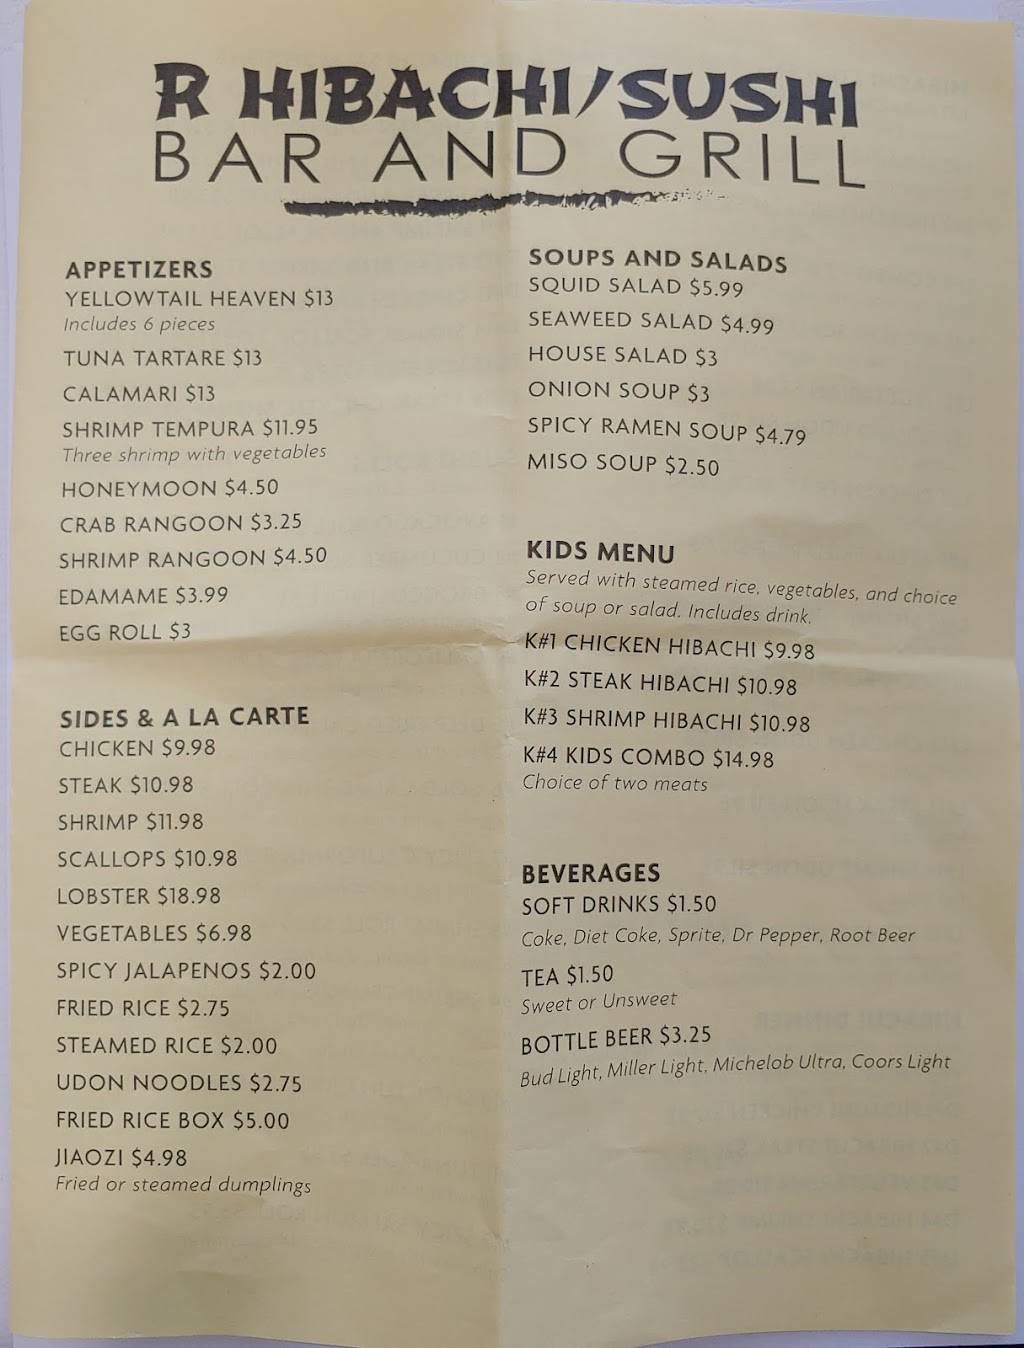 R HIBACHI/SUSHI
BAR AND GRILL
APPETIZERS
YELLOWTAIL HEAVEN $13
Includes 6 pieces
TUNA TARTARE $13
CALAMARI $13
SHRIMP TEMPURA $11.95
Three shrimp with vegetables
HONEYMOON $4.50
CRAB RANGOON $3.25
SHRIMP RANGOON $4.50
EDAMAME $3.99
EGG ROLL $3
SIDES & A LA CARTE
CHICKEN $9.98
STEAK $10.98
SHRIMP $11.98
SCALLOPS $10.98
LOBSTER $18.98
VEGETABLES $6.98
SPICY JALAPENOS $2.00
FRIED RICE $2.75
STEAMED RICE $2.00
UDON NOODLES $2.75
FRIED RICE BOX $5.00
JIAOZI $4.98
Fried or steamed dumplings
SOUPS AND SALADS
SQUID SALAD $5.99
SEAWEED SALAD $4.99
HOUSE SALAD $3
ONION SOUP $3
SPICY RAMEN SOUP $4.79
MISO SOUP $2.50
KIDS MENU
Served with steamed rice, vegetables, and choice
of soup or salad. Includes drink.
K#1 CHICKEN HIBACHI $9.98
K#2 STEAK HIBACHI $10.98
K#3 SHRIMP HIBACHI $10.98
K#4 KIDS COMBO $14.98
Choice of two meats
BEVERAGES
SOFT DRINKS $1.50
Coke, Diet Coke, Sprite, Dr Pepper, Root Beer
TEA $1.50
Sweet or Unsweet
BOTTLE BEER $3.25
Bud Light, Miller Light, Michelob Ultra, Coors Light